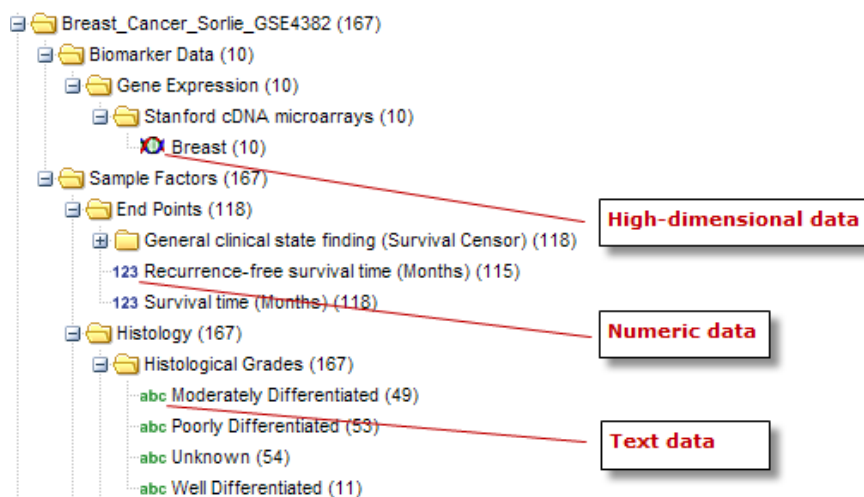 Breast_Cancer_Sorlie_GSE4382 (167)
Biomarker Data (10)
Gene Expression (10)
Stanford cDNA microarrays (10)
Breast (10)
Sample Factors (167)
High-dimensional data
End Points (118)
General clinical state finding (Survival Censor) (118)
123 Recurrence-free survival time (Months) (115)
123 Survival time (Months) (118)
Numeric data
Histology (167)
Histological Grades (167)
abc Moderately Differentiated (49)
abc Poorly Differentiated (53)
Text data
abc Unknown (54)
abc Well Differentiated (11)